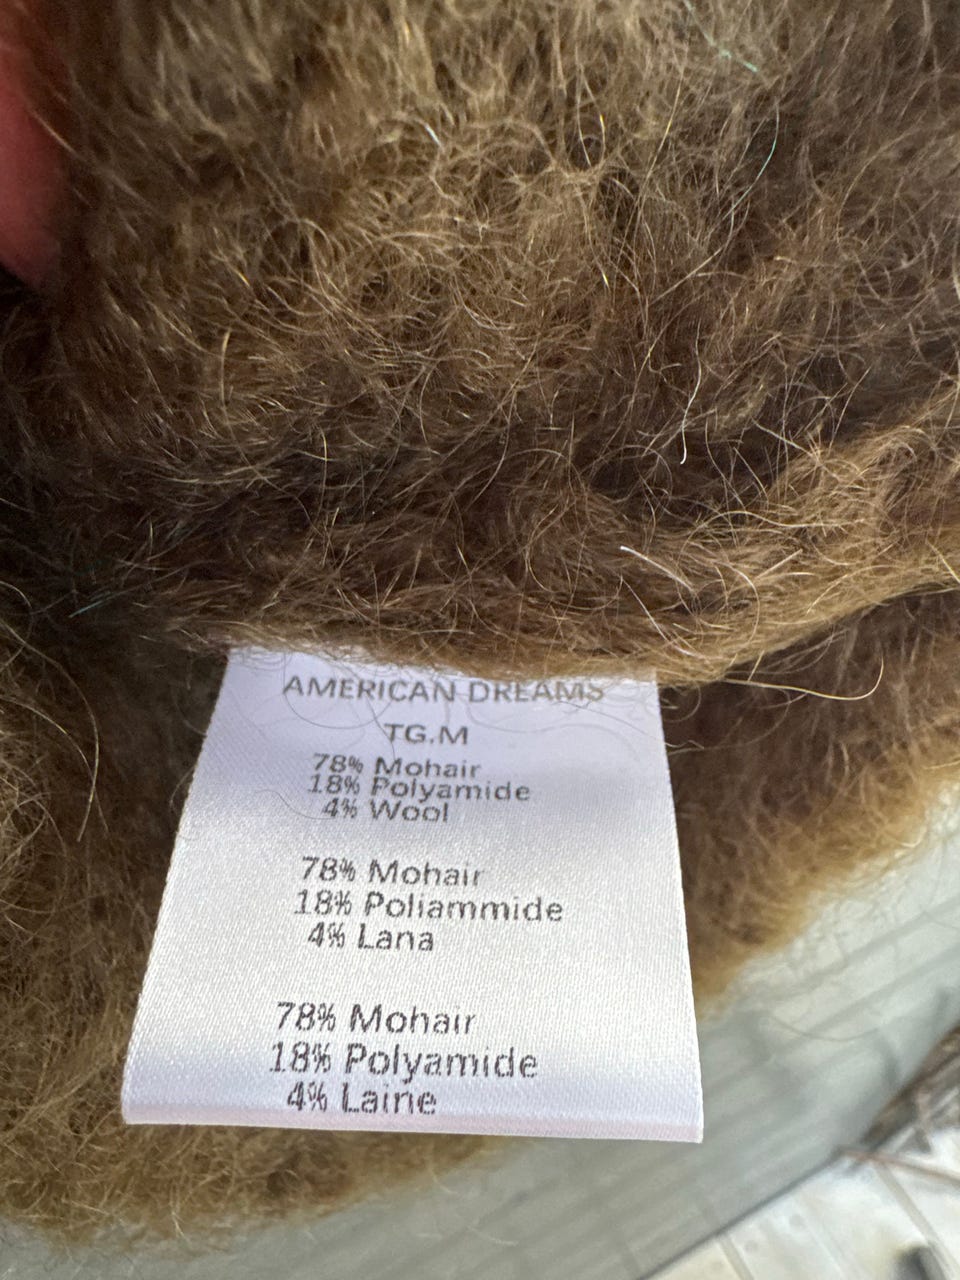 AMERICAN DREAMS
TG.M
78% Mohair
18% Polyamide
4% Wool
78% Mohair
18% Poliammide
4% Lana
78% Mohair
18% Polyamide
4% Laine